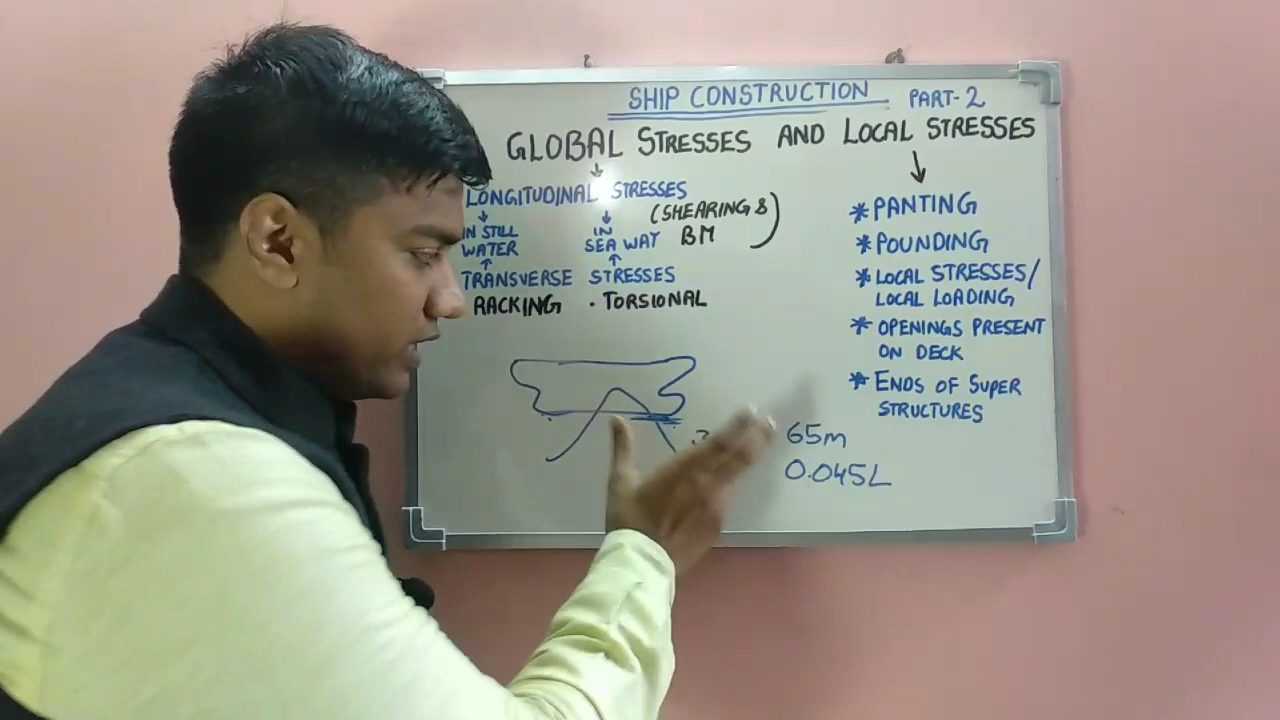 SHIP CONSTRUCTION PART-2
GLOBAL STRESSES AND LOCAL STRESSES
LONGITUDINAL STRESSES
(SHEARING &
BM)
IN STILL
WATER
IN
SEA WAY
TRANSVERSE STRESSES
RACKING . TORSIONAL
* PANTING
* POUNDING
* LOCAL STRESSES/
LOCAL LOADING
* OPENINGS PRESENT
ON DECK
* ENDS OF SUPER
STRUCTURES
65m
0.045L